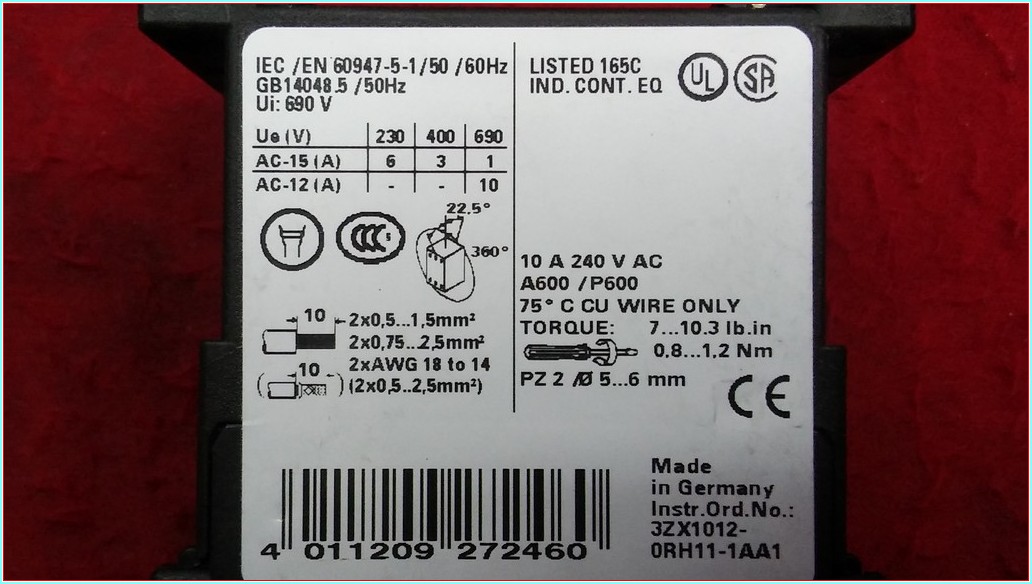 IEC /EN 60947-5-1/50 /60Hz
GB14048.5 /50Hz
Ui: 690 V
Ue (V) 230 400 690
AC-15 (A) 6 3 1
AC-12 (A) - - 10
22.5°
360°
10
2x0,5...1,5mm²
2x0,75...2,5mm²
2xAWG 18 to 14
10
(2x0,5..2,5mm²)
LISTED 165C
IND. CONT. EQ
UL
SA
10 A 240 V AC
A600 /P600
75° C CU WIRE ONLY
TORQUE: 7...10.3 lb.in
0.8...1,2 Nm
PZ 2 /Ø 5...6 mm
CE
4 011209 272460
Made
in Germany
Instr.Ord.No.:
3ZX1012-
0RH11-1AA1